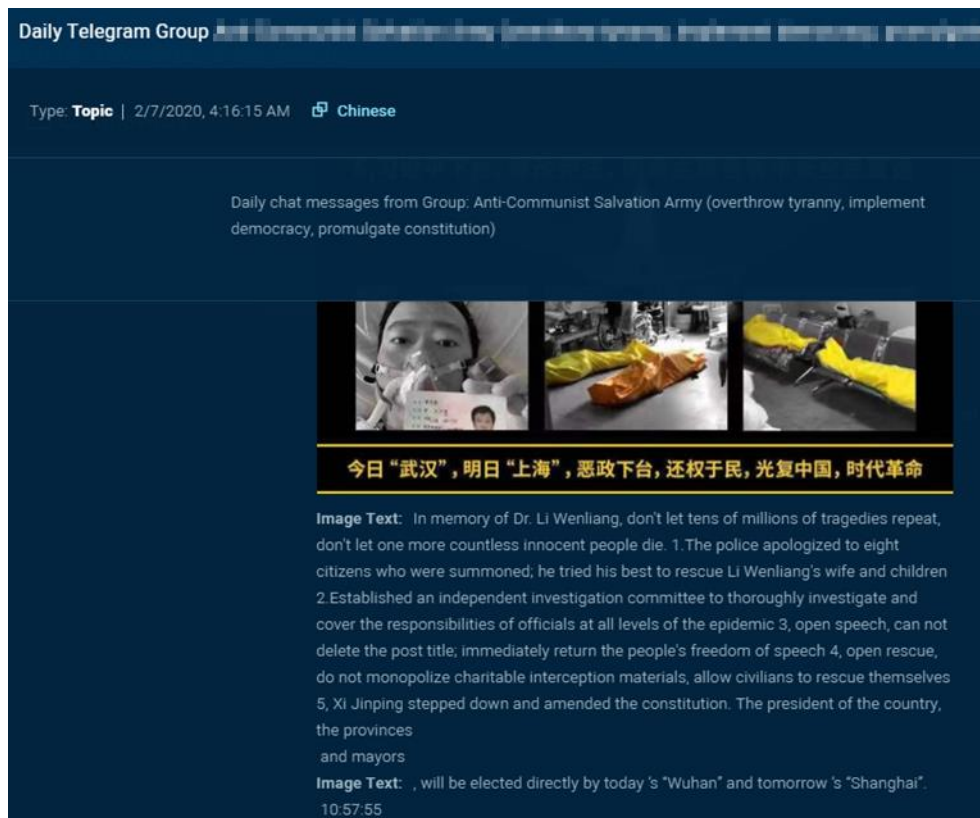 Daily Telegram Group
Type: Topic | 2/7/2020, 4:16:15 AM Chinese
Daily chat messages from Group: Anti-Communist Salvation Army (overthrow tyranny, implement
democracy, promulgate constitution)
今日“武汉”，明日“上海”，恶政下台，还权于民，光复中国，时代革命
Image Text: In memory of Dr. Li Wenliang, don't let tens of millions of tragedies repeat,
don't let one more countless innocent people die. 1.The police apologized to eight
citizens who were summoned; he tried his best to rescue Li Wenliang's wife and children
2.Established an independent investigation committee to thoroughly investigate and
cover the responsibilities of officials at all levels of the epidemic 3, open speech, can not
delete the post title; immediately return the people's freedom of speech 4, open rescue,
do not monopolize charitable interception materials, allow civilians to rescue themselves
5, Xi Jinping stepped down and amended the constitution. The president of the country,
the provinces
and mayors
Image Text: , will be elected directly by today 's “Wuhan” and tomorrow 's “Shanghai”.
10:57:55